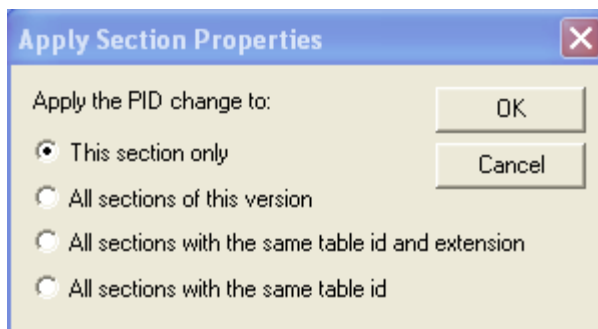 Apply Section Properties
Apply the PID change to:
OK
This section only
Cancel
All sections of this version
All sections with the same table id and extension
All sections with the same table id